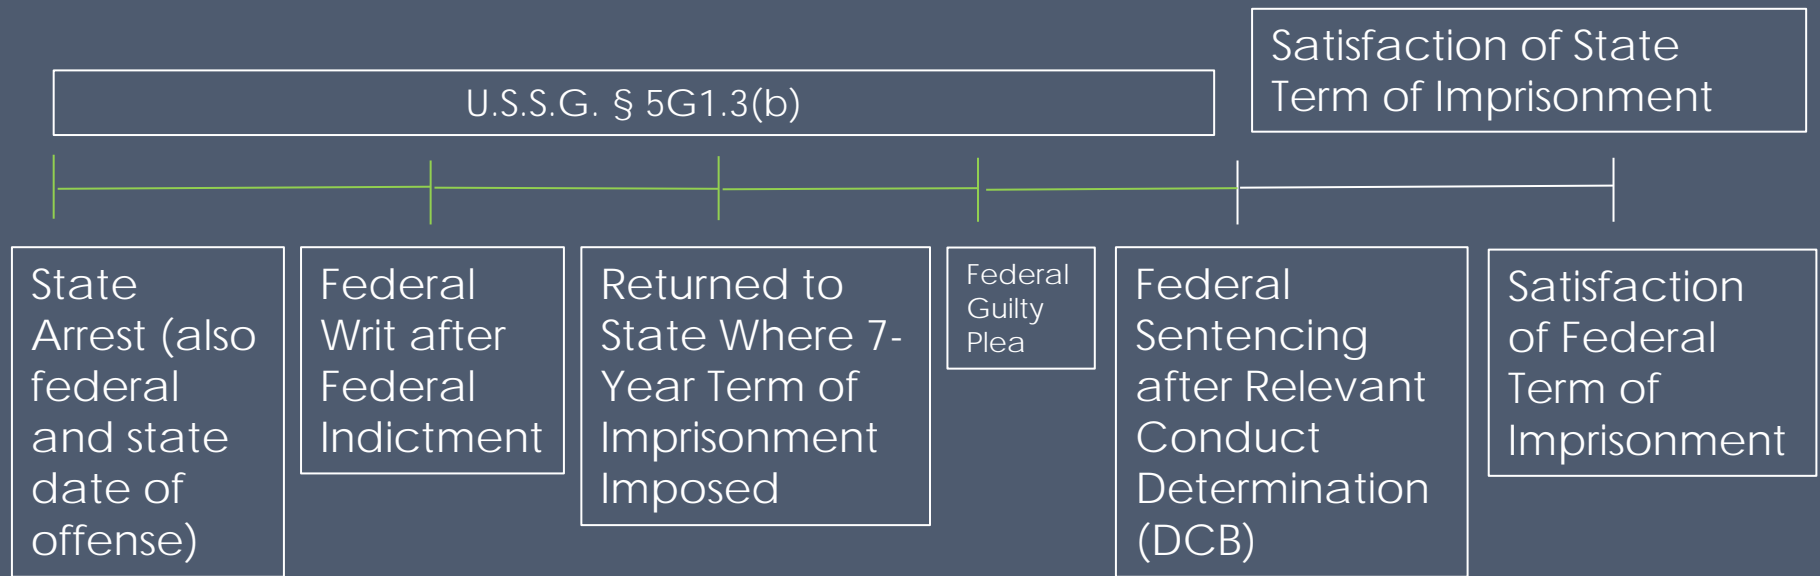 U.S.S.G. § 5G1.3(b)
Satisfaction of State
Term of Imprisonment
State
Arrest (also
federal
and state
date of
offense)
Federal
Writ after
Federal
Indictment
Returned to
State Where 7-
Year Term of
Imprisonment
Imposed
Federal
Guilty
Plea
Federal
Sentencing
after Relevant
Conduct
Determination
(DCB)
Satisfaction
of Federal
Term of
Imprisonment